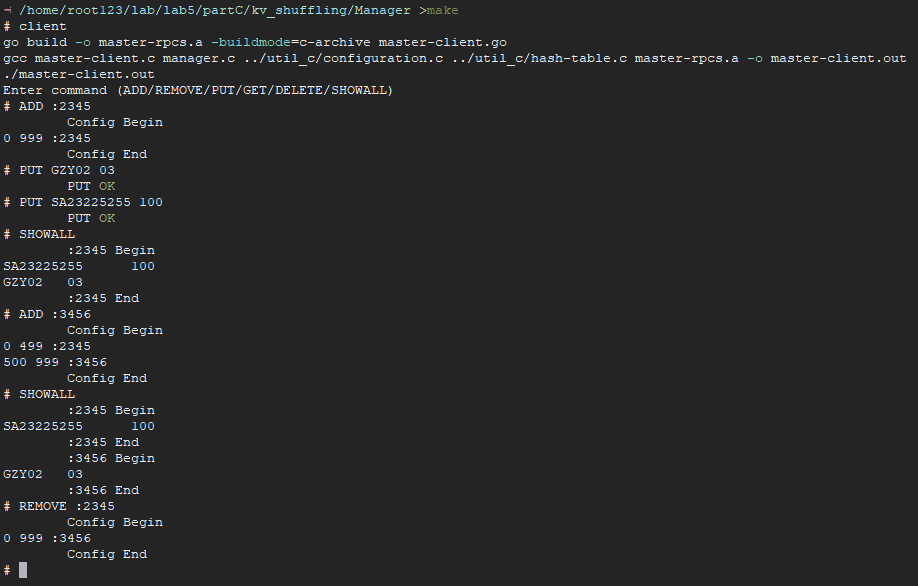 /home/root123/lab/lab5/partC/kv_shuffling/Manager >make
# client
go build -o master-rpcs.a -buildmode=c-archive master-client.go
gcc master-client.c manager.c ../util_c/configuration.c ../util_c/hash-table.c master-rpcs.a -o master-client.out
./master-client.out
Enter command (ADD/REMOVE/PUT/GET/DELETE/SHOWALL)
# ADD :2345
Config Begin
0 999 :2345
Config End
# PUT GZY02 03
PUT OK
# PUT SA23225255 100
PUT OK
# SHOWALL
:2345 Begin
SA23225255 100
GZY02 03
:2345 End
# ADD :3456
Config Begin
0 499 :2345
500 999 :3456
Config End
# SHOWALL
:2345 Begin
SA23225255 100
:2345 End
:3456 Begin
GZY02 03
:3456 End
# REMOVE :2345
Config Begin
0 999 :3456
Config End
#